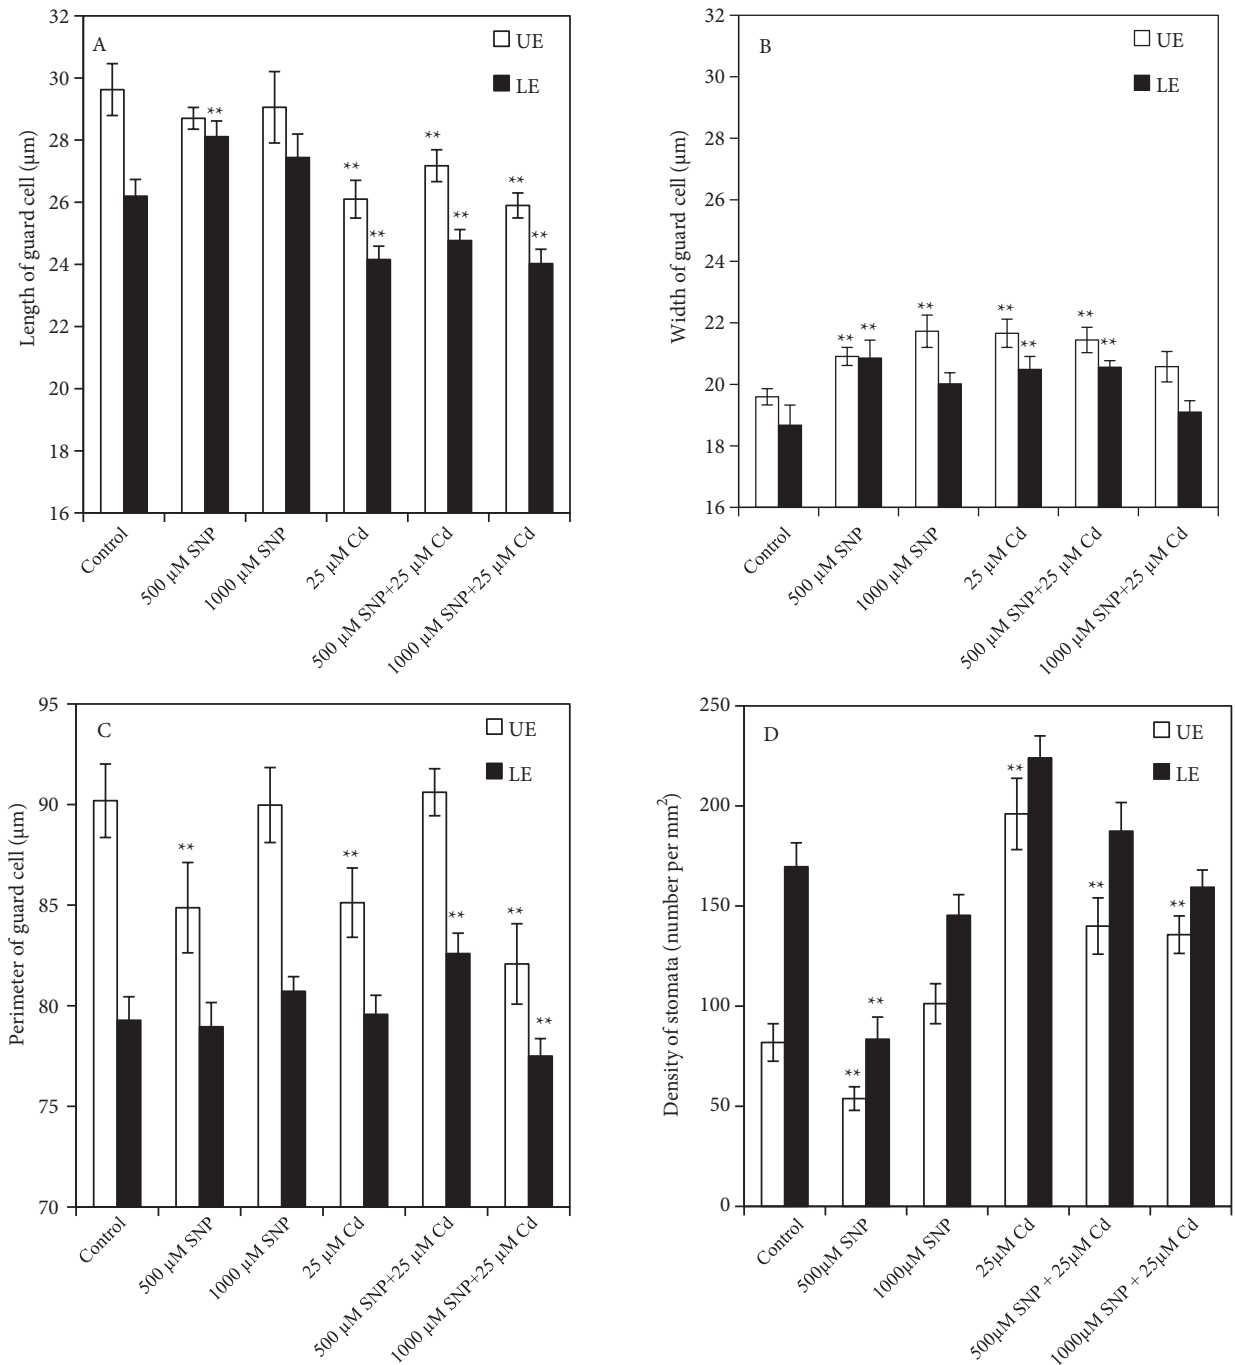 A
UE
LE
Length of guard cell (µm)
32
30
28
26
24
22
20
18
16
**
**
**
**
**
**
**
Control
500 µM SNP
1000 µM SNP
25 µM Cd
500 µM SNP+25 µM Cd
1000 µM SNP+25 µM Cd
B
UE
LE
Width of guard cell (µm)
32
30
28
26
24
22
20
18
16
**
**
**
**
**
**
**
Control
500 µM SNP
1000 µM SNP
25 µM Cd
500 µM SNP+25 µM Cd
1000 µM SNP+25 µM Cd
C
UE
LE
Perimeter of guard cell (µm)
95
90
85
80
75
70
**
**
**
**
**
Control
500 µM SNP
1000 µM SNP
25 µM Cd
500 µM SNP+25 µM Cd
1000 µM SNP+25 µM Cd
D
UE
LE
Density of stomata (number per mm²)
250
200
150
100
50
0
**
**
**
**
**
Control
500µM SNP
1000µM SNP
25µM Cd
500µM SNP + 25µM Cd
1000µM SNP + 25µM Cd